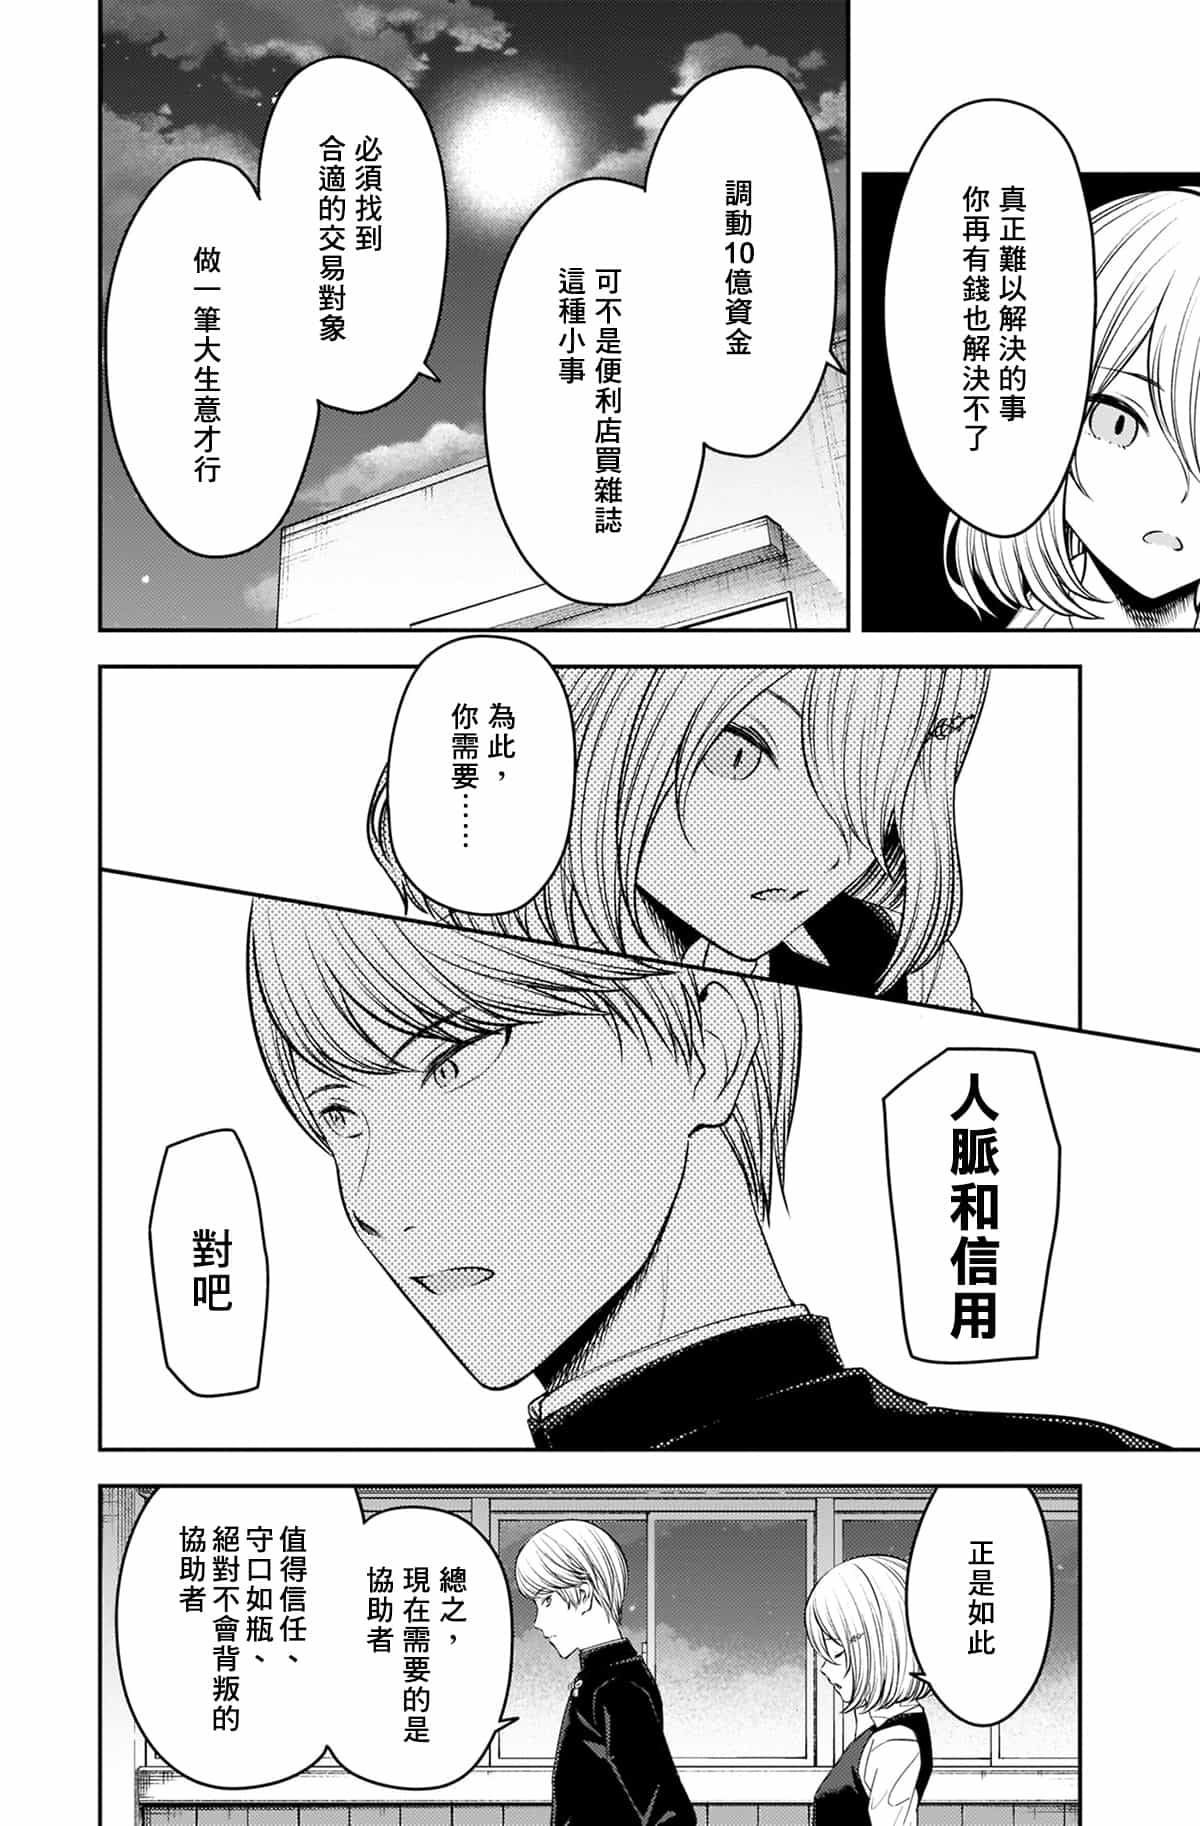 真正難以解決的事
你再有錢也解決不了
調動10億資金
可不是便利店買雜誌
這種小事
必須找到
合適的交易對象
做一筆大生意才行
為此，
你需要……
人脈和信用
對吧
正是如此
總之，
現在需要的是
協助者
值得信任、
守口如瓶、
絕對不會背叛的
協助者